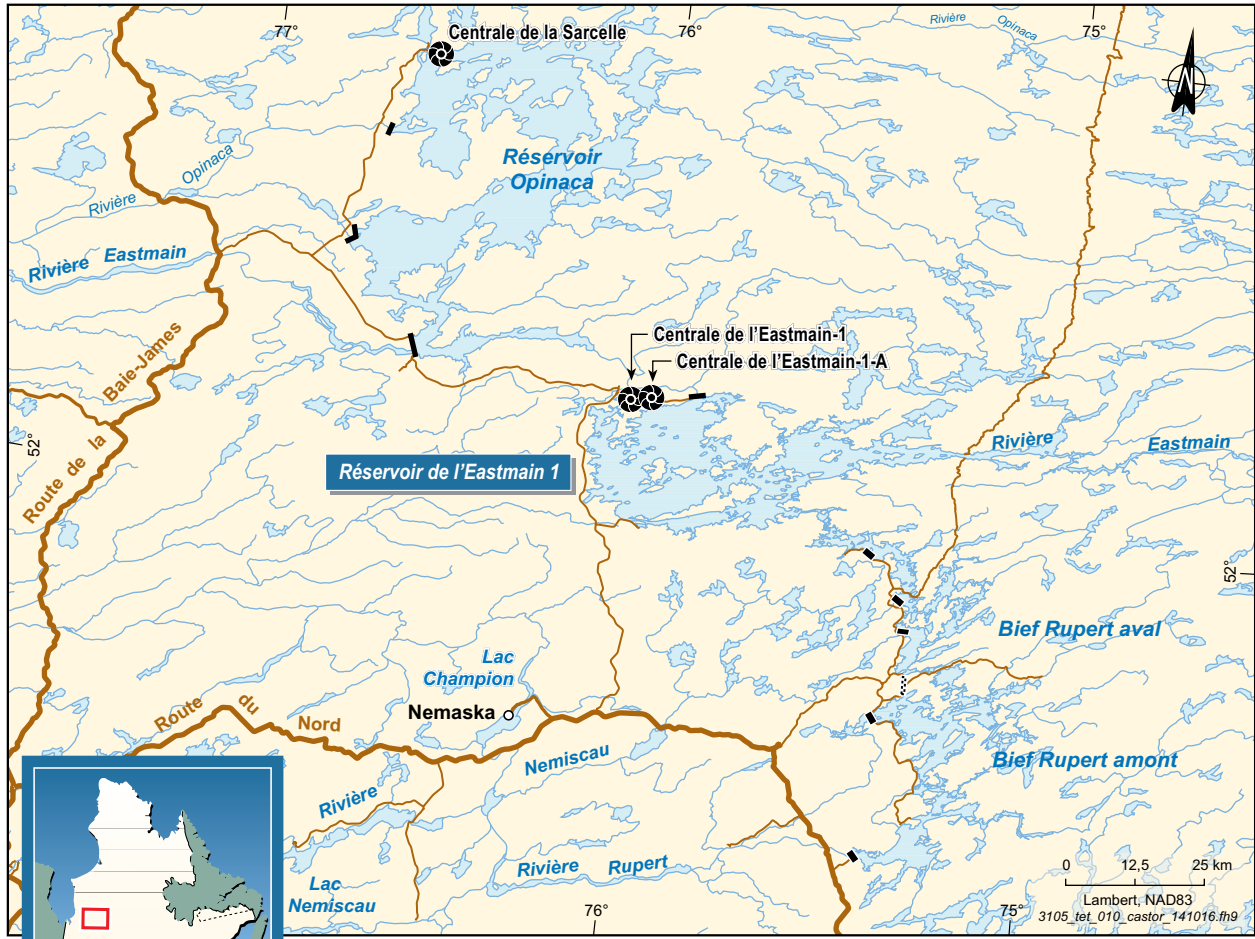 77°
76°
75°
Rivière
Opinaca
Centrale de la Sarcelle
N
Réservoir
Opinaca
Rivière
Opinaca
Rivière Eastmain
Centrale de l'Eastmain-1
Centrale de l'Eastmain-1-A
Route de la Baie-James
52°
Rivière
Eastmain
Réservoir de l'Eastmain 1
52°
Bief Rupert aval
Lac
Champion
Nemaska
Route du Nord
Rivière
Nemiscau
Bief Rupert amont
Rivière Rupert
Lac
Nemiscau
0 12,5 25 km
Lambert, NAD83
3105_tet_010_castor_141016.fh9
76°
75°